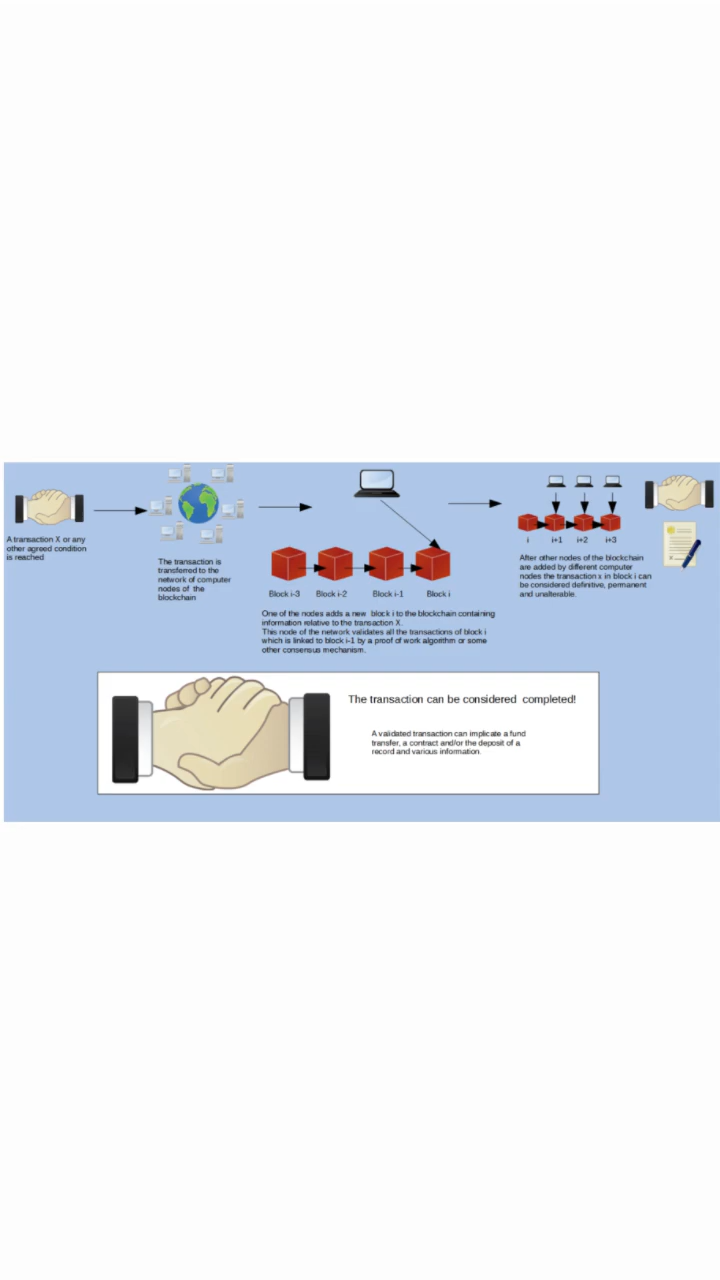 A transaction X or any
other agreed condition
is reached
The transaction is
transferred to the
network of computer
nodes of the
blockchain
Block i-3
Block i-2
Block i-1
Block i
One of the nodes adds a new block i to the blockchain containing
information relative to the transaction X.
This node of the network validates all the transactions of block i
which is linked to block i-1 by a proof of work algorithm or some
other consensus mechanism.
i
i+1
i+2
i+3
After other nodes of the blockchain
are added by different computer
nodes the transaction x in block i can
be considered definitive, permanent
and unalterable.
The transaction can be considered completed!
A validated transaction can implicate a fund
transfer, a contract and/or the deposit of a
record and various information.